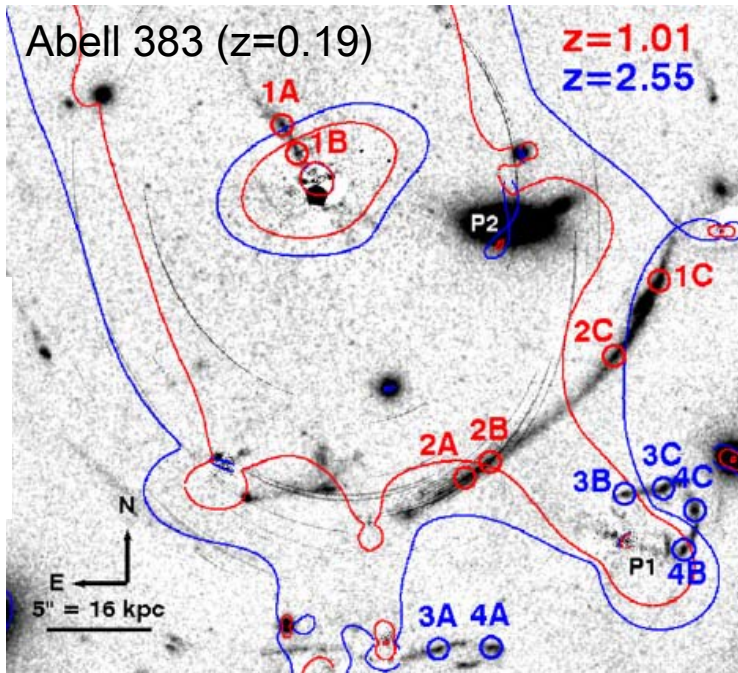 Abell 383 (z=0.19)
z=1.01
z=2.55
1A
1B
P2
1C
2C
2A
2B
3C
3B
4C
P1
4B
N
E
5" = 16 kpc
3A
4A